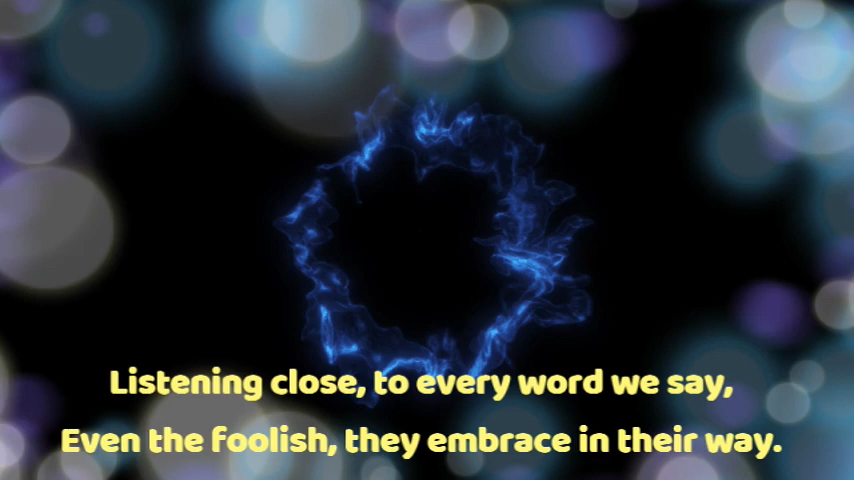 Listening close, to every word we say,
Even the foolish, they embrace in their way.